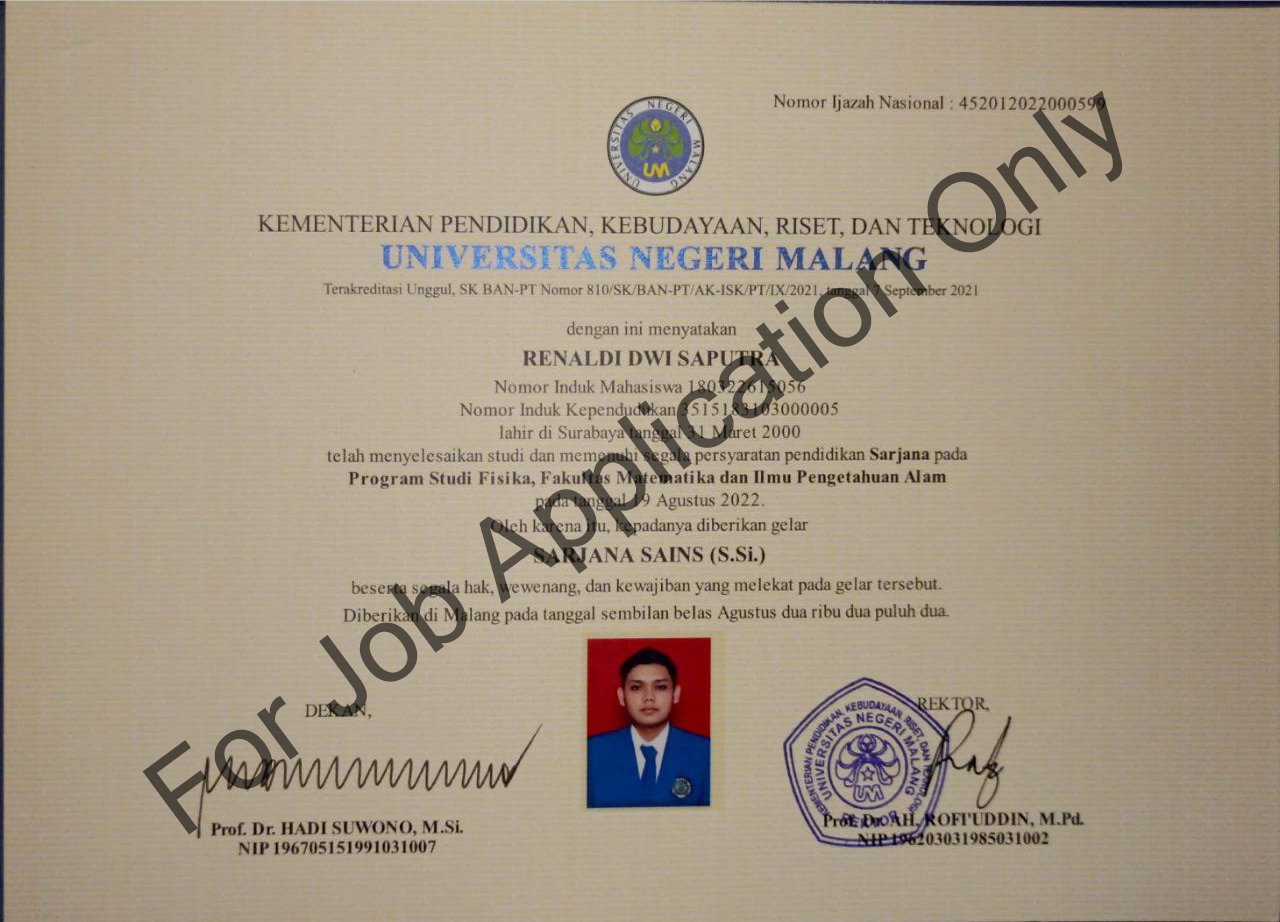 Nomor Ijazah Nasional : 452012022000599
UNIVERSITAS NEGERI MALANG
UM
KEMENTERIAN PENDIDIKAN, KEBUDAYAAN, RISET, DAN TEKNOLOGI
UNIVERSITAS NEGERI MALANG
Terakreditasi Unggul, SK BAN-PT Nomor 810/SK/BAN-PT/AK-ISK/PT/IX/2021, tanggal 7 September 2021
dengan ini menyatakan
RENALDI DWI SAPUTRA
Nomor Induk Mahasiswa 180322615056
Nomor Induk Kependudukan 3515183103000005
lahir di Surabaya tanggal 31 Maret 2000
telah menyelesaikan studi dan memenuhi segala persyaratan pendidikan Sarjana pada
Program Studi Fisika, Fakultas Matematika dan Ilmu Pengetahuan Alam
pada tanggal 19 Agustus 2022.
Oleh karena itu, kepadanya diberikan gelar
SARJANA SAINS (S.Si.)
beserta segala hak, wewenang, dan kewajiban yang melekat pada gelar tersebut.
Diberikan di Malang pada tanggal sembilan belas Agustus dua ribu dua puluh dua.
For Job Application Only
DEKAN,
Prof. Dr. HADI SUWONO, M.Si.
NIP 196705151991031007
REKTOR,
KEMENTERIAN PENDIDIKAN, KEBUDAYAAN, RISET, DAN TEKNOLOGI
UNIVERSITAS NEGERI MALANG
UM
REKTOR
Prof. Dr. AH. ROFI'UDDIN, M.Pd.
NIP 196203031985031002